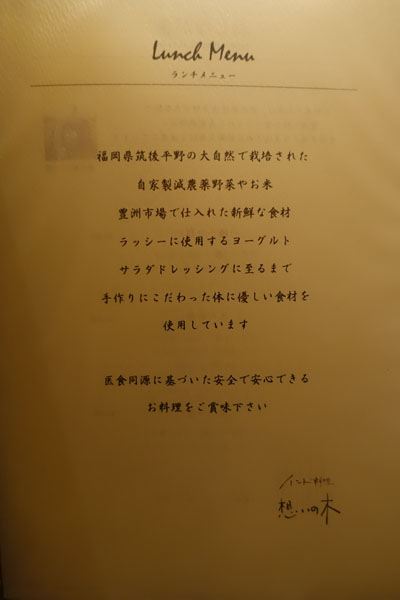 Lunch Menu
ランチメニュー
福岡県筑後平野の大自然で栽培された
自家製減農薬野菜やお米
豊洲市場で仕入れた新鮮な食材
ラッシーに使用するヨーグルト
サラダドレッシングに至るまで
手作りにこだわった体に優しい食材を
使用しています
医食同源に基づいた安全で安心できる
お料理をご賞味下さい
インド料理
想いの木